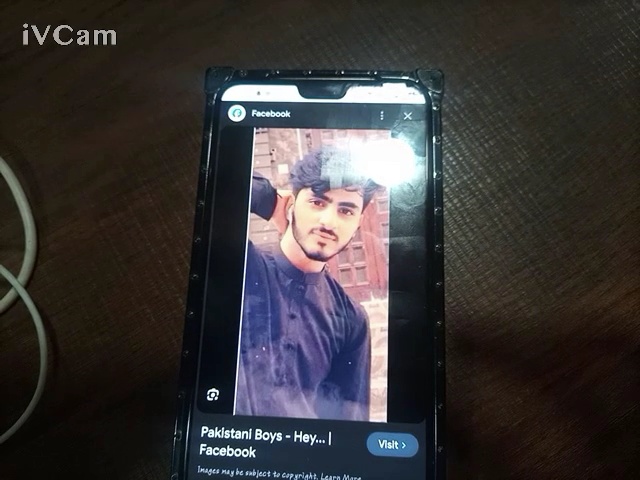 iVCam
Facebook
Pakistani Boys - Hey... |
Facebook
Visit >
Images may be subject to copyright. Learn More